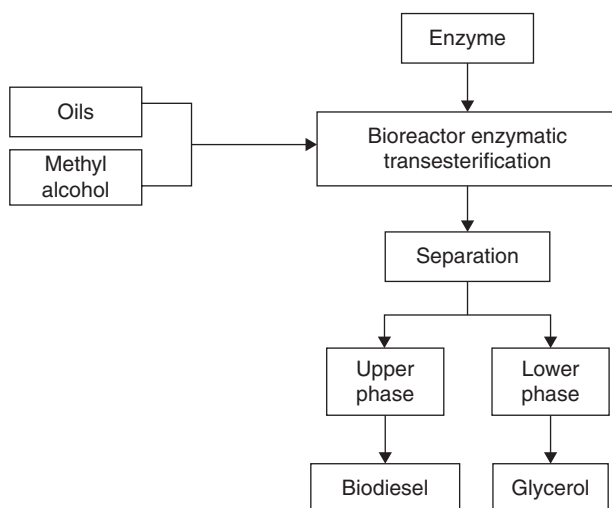 Enzyme
Oils
Methyl
alcohol
Bioreactor enzymatic
transesterification
Separation
Upper
phase
Lower
phase
Biodiesel
Glycerol